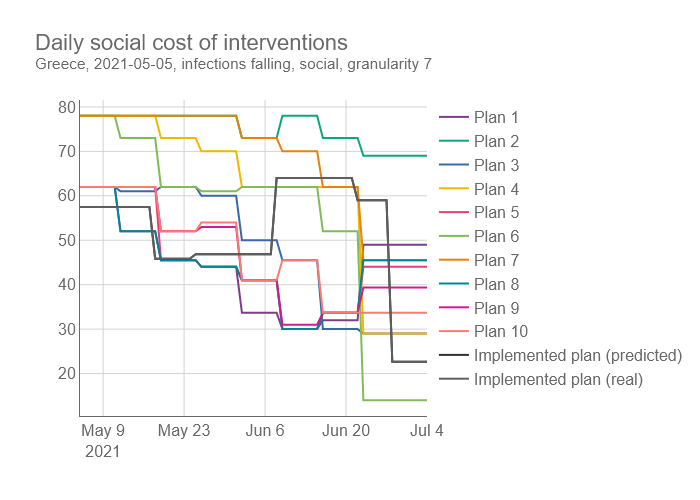 Daily social cost of interventions
Greece, 2021-05-05, infections falling, social, granularity 7
80
70
60
50
40
30
20
May 9
2021
May 23
Jun 6
Jun 20
Jul 4
Plan 1
Plan 2
Plan 3
Plan 4
Plan 5
Plan 6
Plan 7
Plan 8
Plan 9
Plan 10
Implemented plan (predicted)
Implemented plan (real)